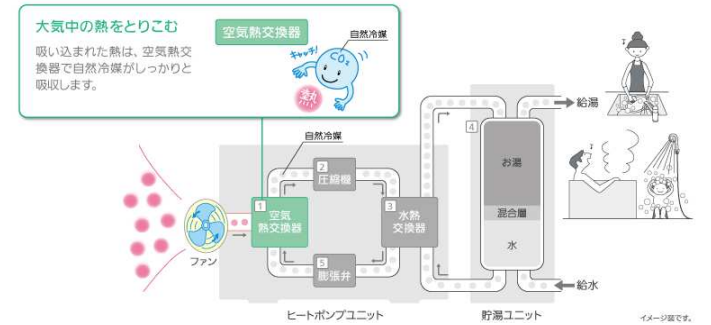 大気中の熱をとりこむ
吸い込まれた熱は、空気熱交
換器で自然冷媒がしっかりと
吸収します。
空気熱交換器
自然冷媒
キャッチ!
CO2
熱
自然冷媒
1
空気
熱交換器
2
圧縮機
3
水熱
交換器
5
膨張弁
ファン
ヒートポンプユニット
4
お湯
混合層
水
給湯
給水
貯湯ユニット
イメージ図です。